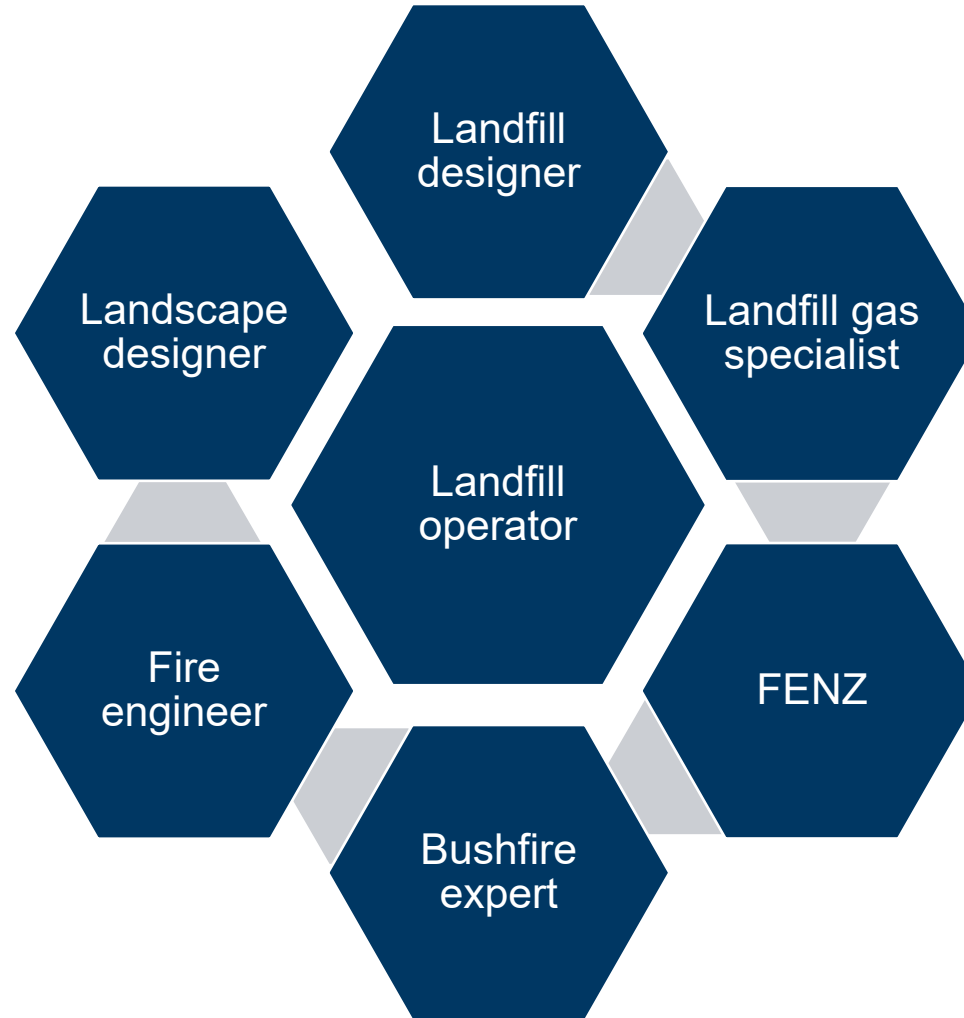 Landfill
designer
Landscape
designer
Landfill gas
specialist
Landfill
operator
Fire
engineer
FENZ
Bushfire
expert